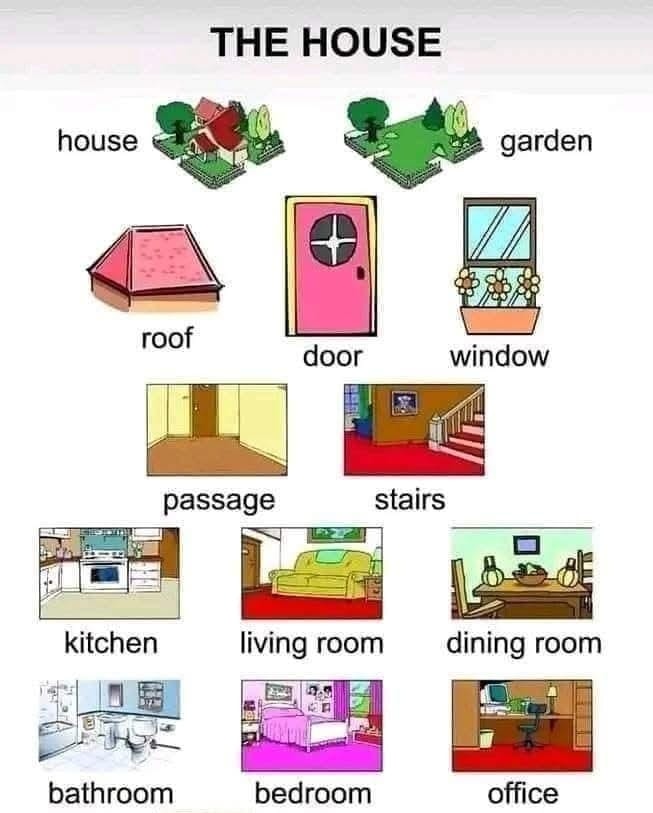 THE HOUSE
house
garden
roof
door
window
passage
stairs
kitchen
living room
dining room
bathroom
bedroom
office